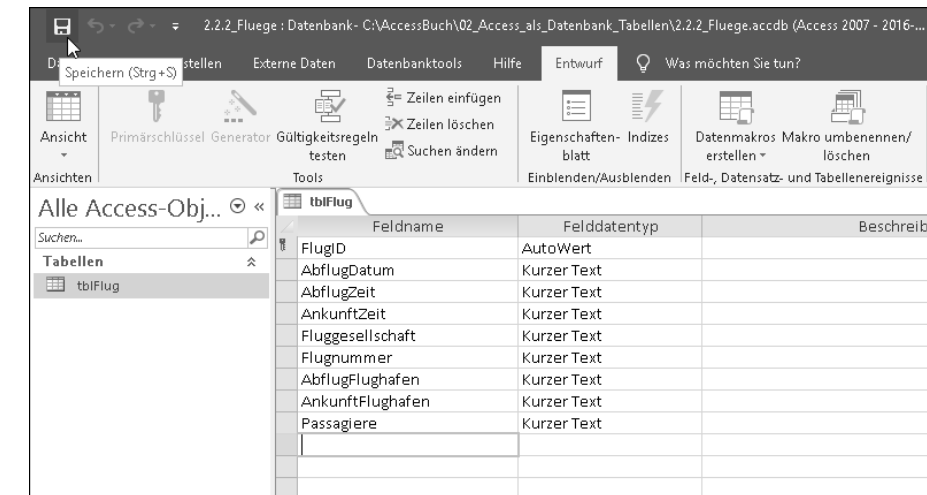 2.2.2_Fluege : Datenbank- C:\AccessBuch\02_Access_als_Datenbank_Tabellen\2.2.2_Fluege.accdb (Access 2007 - 2016-...
D Speichern (Strg+S) stellen Externe Daten Datenbanktools Hilfe Entwurf Was möchten Sie tun?
Ansicht Primärschlüssel Generator Gültigkeitsregeln testen Zeilen einfügen
Zeilen löschen
Suchen ändern
Eigenschaften- blatt Indizes Datenmakros erstellen Makro umbenennen/ löschen
Ansichten Tools Einblenden/Ausblenden Feld-, Datensatz- und Tabellenereignisse
Alle Access-Obj... «
Suchen...
Tabellen
tblFlug
tblFlug
Feldname Felddatentyp Beschreib
FlugID AutoWert
AbflugDatum Kurzer Text
AbflugZeit Kurzer Text
AnkunftZeit Kurzer Text
Fluggesellschaft Kurzer Text
Flugnummer Kurzer Text
AbflugFlughafen Kurzer Text
AnkunftFlughafen Kurzer Text
Passagiere Kurzer Text